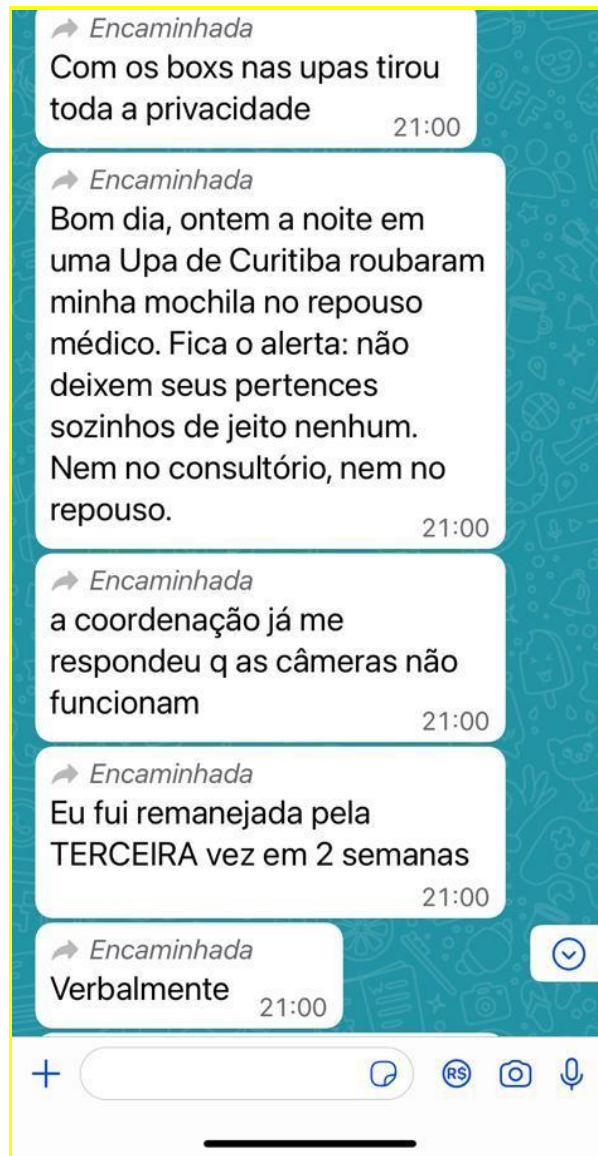 Encaminhada
Com os boxs nas upas tirou
toda a privacidade
21:00
Encaminhada
Bom dia, ontem a noite em
uma Upa de Curitiba roubaram
minha mochila no repouso
médico. Fica o alerta: não
deixem seus pertences
sozinhos de jeito nenhum.
Nem no consultório, nem no
repouso.
21:00
Encaminhada
a coordenação já me
respondeu q as câmeras não
funcionam
21:00
Encaminhada
Eu fui remanejada pela
TERCEIRA vez em 2 semanas
21:00
Encaminhada
Verbalmente
21:00
R$